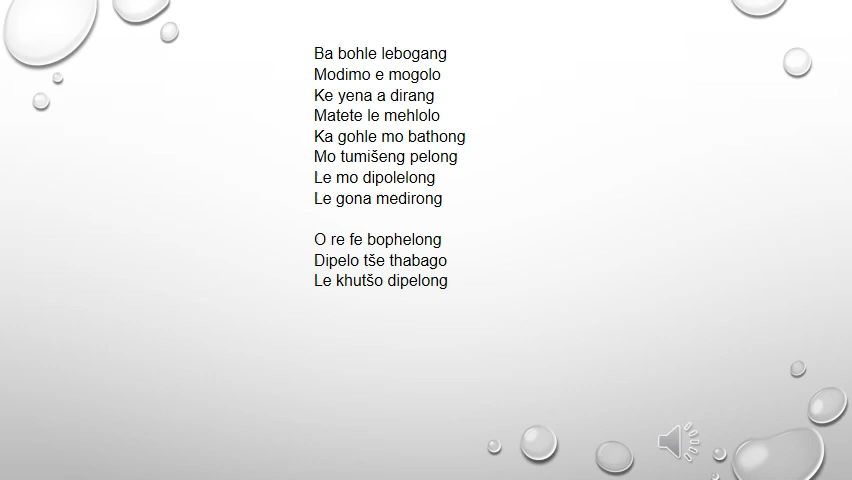 Ba bohle lebogang
Modimo e mogolo
Ke yena a dirang
Matete le mehlolo
Ka gohle mo bathong
Mo tumišeng pelong
Le mo dipolelong
Le gona medirong

O re fe bophelong
Dipelo tše thabago
Le khutšo dipelong